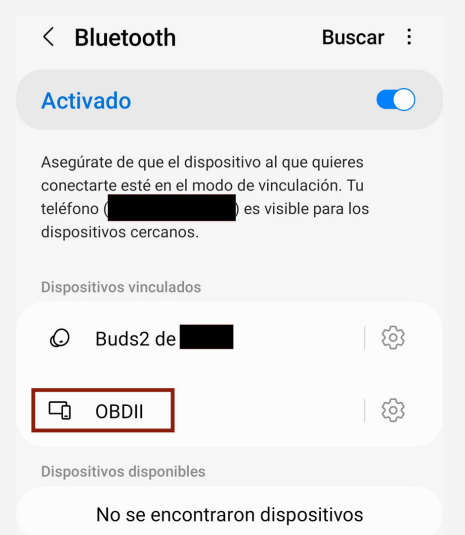 Bluetooth Buscar
Activado
Asegúrate de que el dispositivo al que quieres
conectarte esté en el modo de vinculación. Tu
teléfono ( ) es visible para los
dispositivos cercanos.
Dispositivos vinculados
Buds2 de
OBDII
Dispositivos disponibles
No se encontraron dispositivos